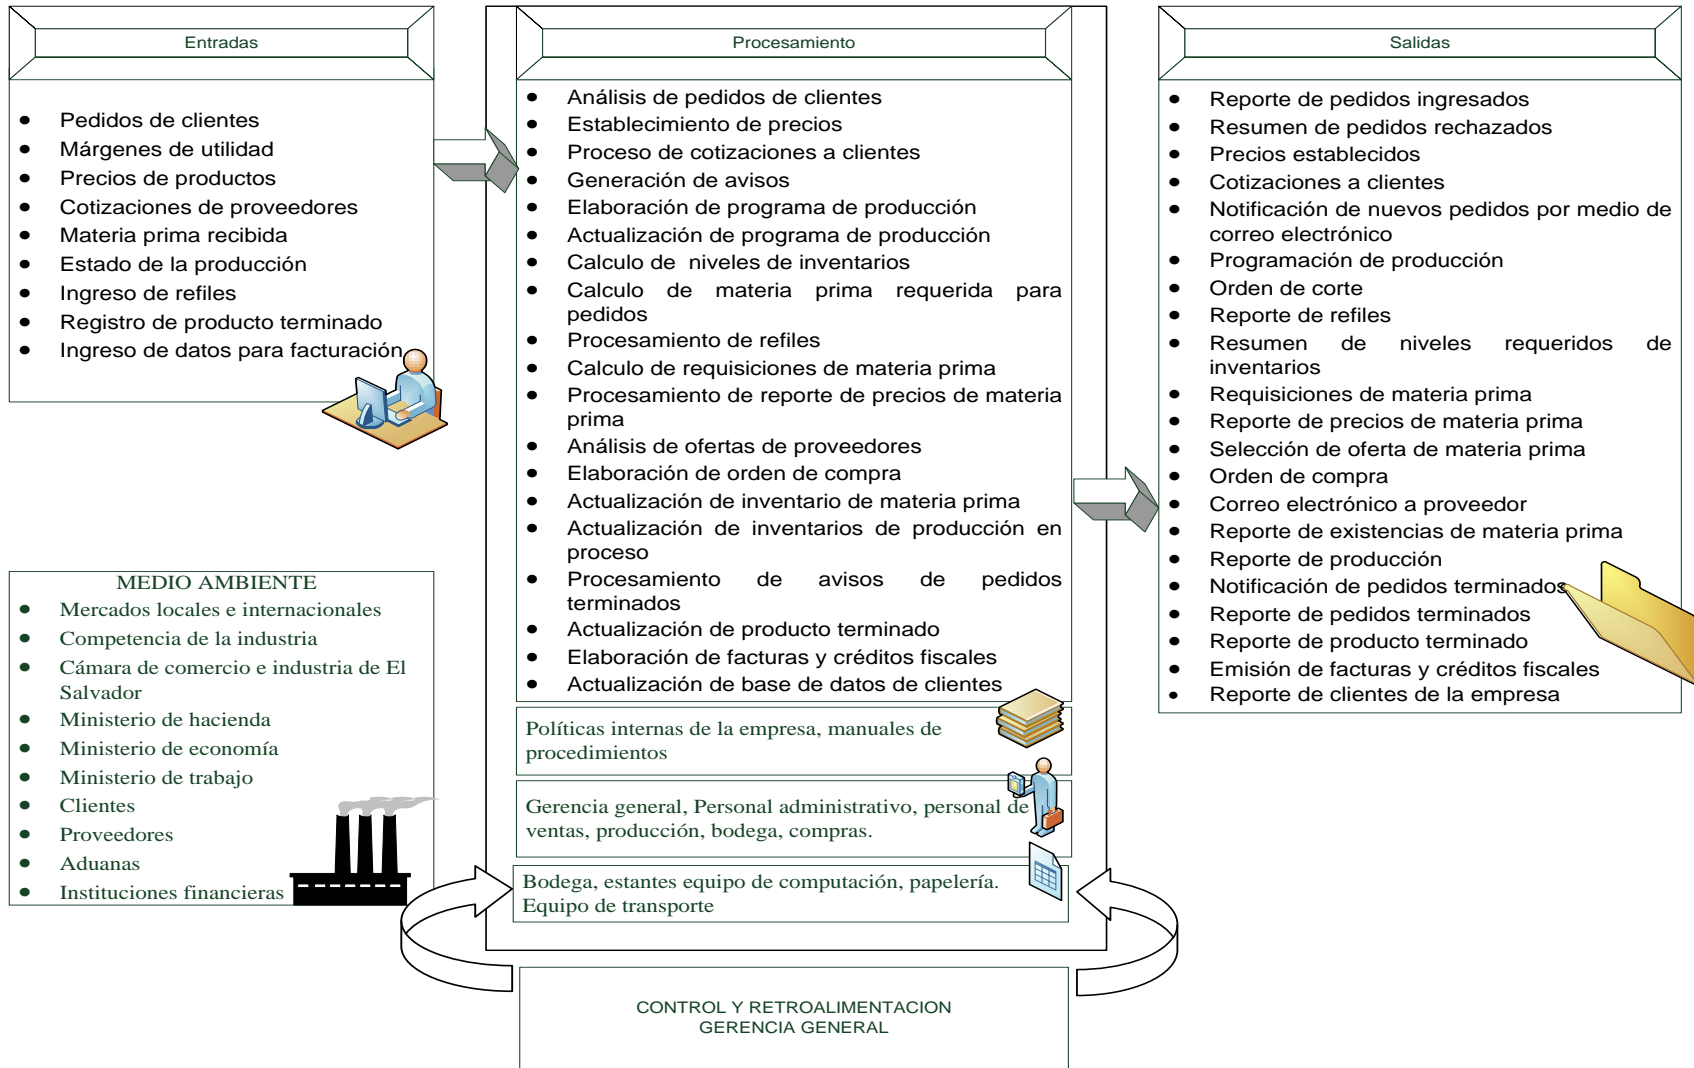 Entradas
• Pedidos de clientes
• Márgenes de utilidad
• Precios de productos
• Cotizaciones de proveedores
• Materia prima recibida
• Estado de la producción
• Ingreso de refiles
• Registro de producto terminado
• Ingreso de datos para facturación
MEDIO AMBIENTE
• Mercados locales e internacionales
• Competencia de la industria
• Cámara de comercio e industria de El
Salvador
• Ministerio de hacienda
• Ministerio de economía
• Ministerio de trabajo
• Clientes
• Proveedores
• Aduanas
• Instituciones financieras
Procesamiento
• Análisis de pedidos de clientes
• Establecimiento de precios
• Proceso de cotizaciones a clientes
• Generación de avisos
• Elaboración de programa de producción
• Actualización de programa de producción
• Calculo de niveles de inventarios
• Calculo de materia prima requerida para
pedidos
• Procesamiento de refiles
• Calculo de requisiciones de materia prima
• Procesamiento de reporte de precios de materia
prima
• Análisis de ofertas de proveedores
• Elaboración de orden de compra
• Actualización de inventario de materia prima
• Actualización de inventarios de producción en
proceso
• Procesamiento de avisos de pedidos
terminados
• Actualización de producto terminado
• Elaboración de facturas y créditos fiscales
• Actualización de base de datos de clientes
Políticas internas de la empresa, manuales de
procedimientos
Gerencia general, Personal administrativo, personal de
ventas, producción, bodega, compras.
Bodega, estantes equipo de computación, papelería.
Equipo de transporte
CONTROL Y RETROALIMENTACION
GERENCIA GENERAL
Salidas
• Reporte de pedidos ingresados
• Resumen de pedidos rechazados
• Precios establecidos
• Cotizaciones a clientes
• Notificación de nuevos pedidos por medio de
correo electrónico
• Programación de producción
• Orden de corte
• Reporte de refiles
• Resumen de niveles requeridos de
inventarios
• Requisiciones de materia prima
• Reporte de precios de materia prima
• Selección de oferta de materia prima
• Orden de compra
• Correo electrónico a proveedor
• Reporte de existencias de materia prima
• Reporte de producción
• Notificación de pedidos terminados
• Reporte de pedidos terminados
• Reporte de producto terminado
• Emisión de facturas y créditos fiscales
• Reporte de clientes de la empresa